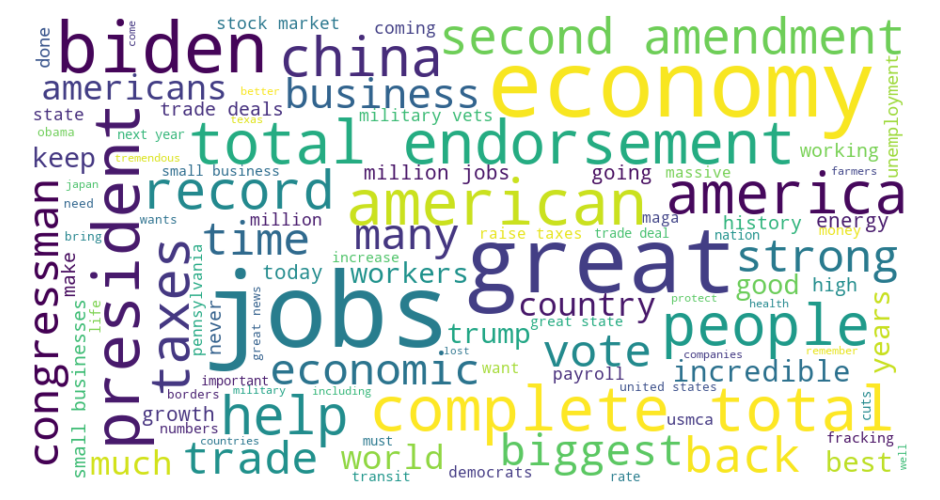 come
stock market
coming
second amendment
done
biden
china
economy
americans
business
better
state
trade deals
military vets
texas
unemployment
obama
next year
total endorsement
working
keep
tremendous
small business
million jobs
going
massive
farmers
japan
president
record
american
america
need
wants
million
maga
history
energy
congressman
bring
time
many
raise taxes
trade deal
nation
money
make
taxes
pennsylvania
never
increase
great
strong
today
workers
good
high
life
great news
jobs
country
protect
health
years
small businesses
trump
great state
people
lost
vote
companies
remember
economic
want
payroll
incredible
important
borders
military
including
united states
cuts
growth
numbers
help
complete total
usmca
countries
must
biggest
back
fracking
much
trade
world
democrats
best
well
transit
rate